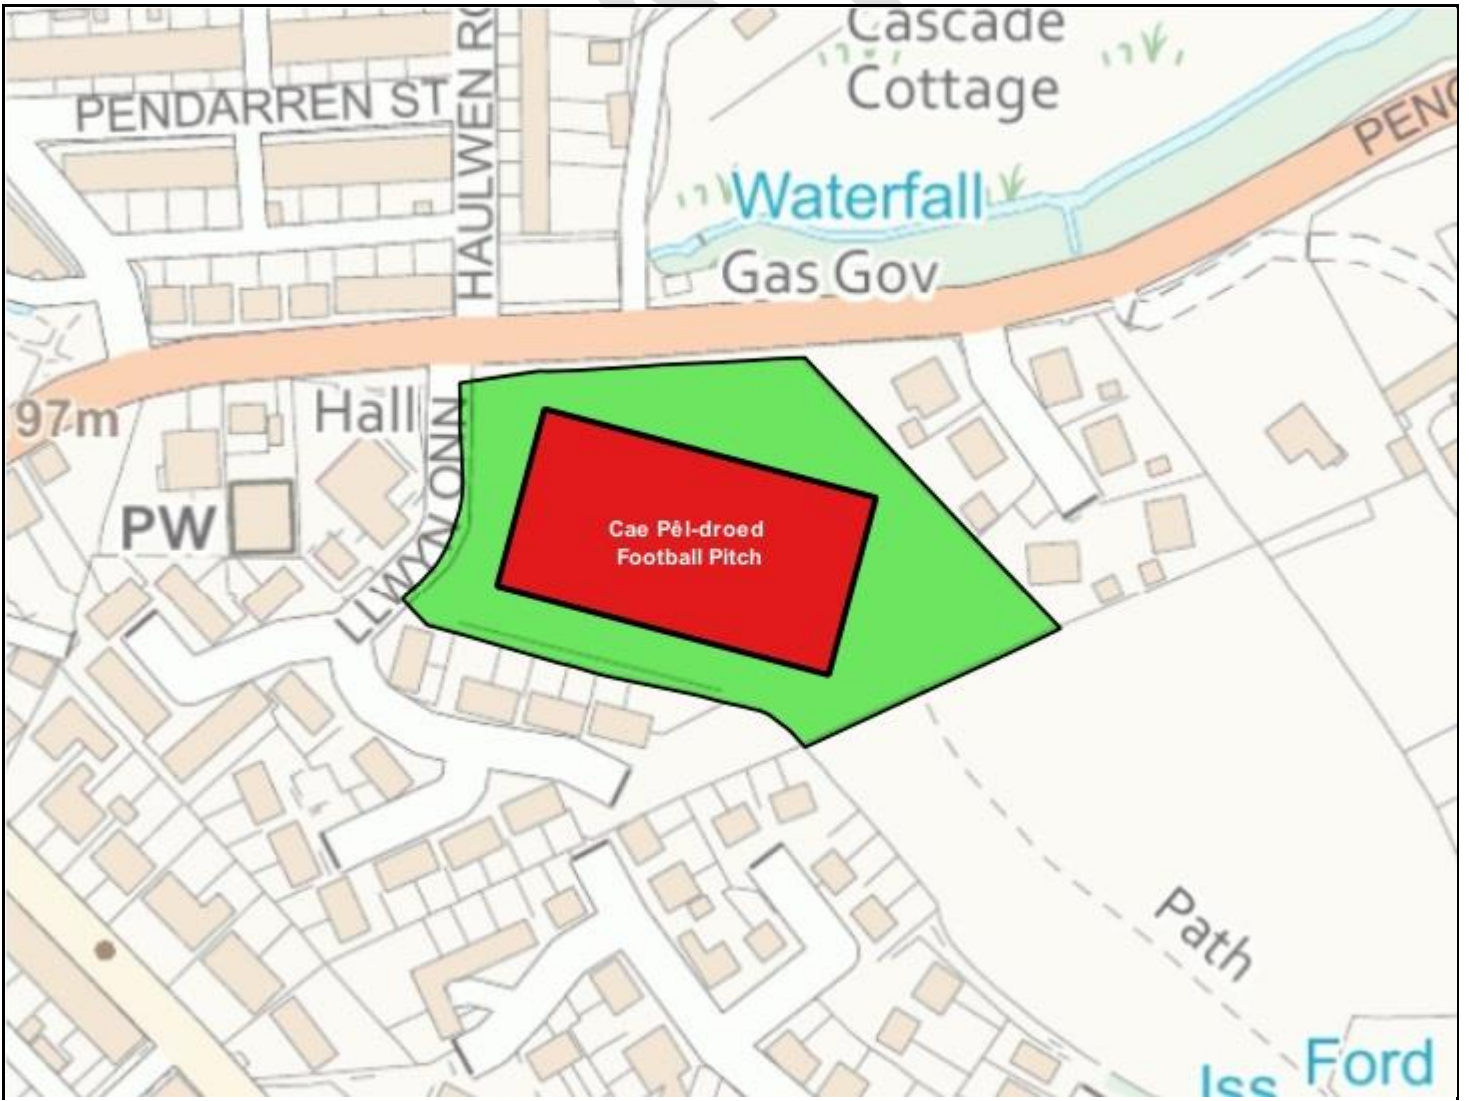 Cascade
Cottage
PENDARREN ST
HAULWEN RO
PENG
Waterfall
Gas Gov
Hall
97m
LLWYN ONN
PW
Cae Pêl-droed
Football Pitch
Path
Iss
Ford